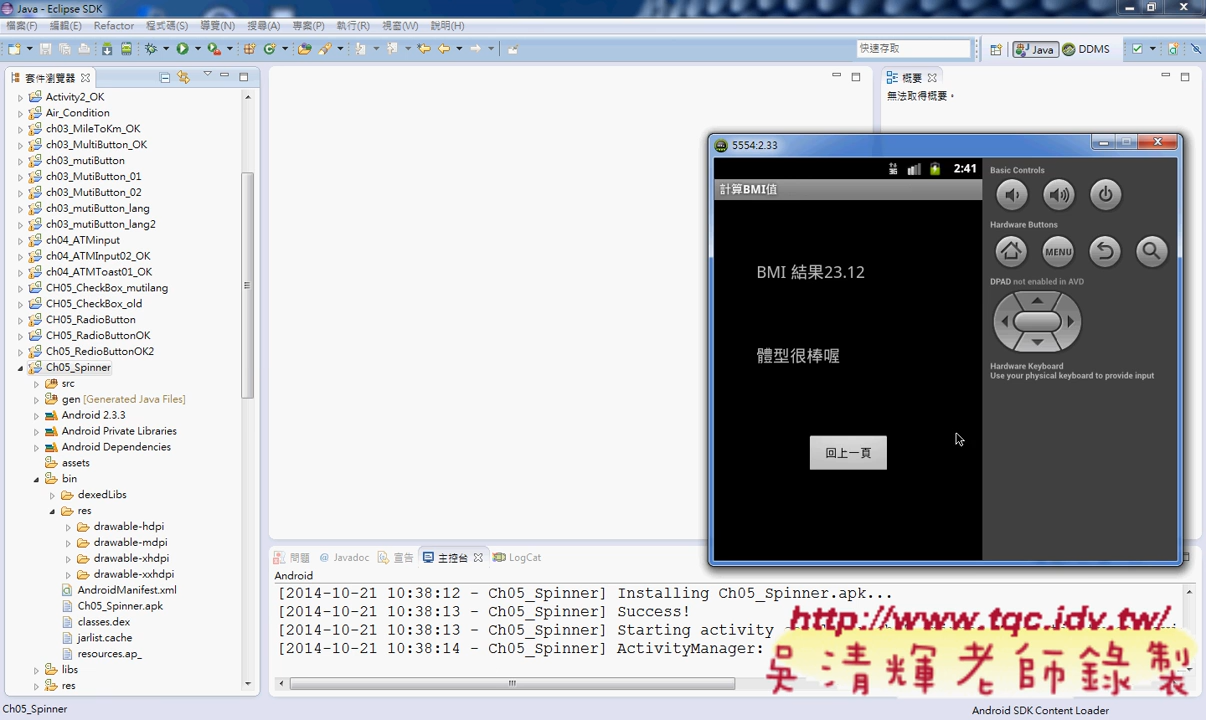 Java - Eclipse SDK
檔案(F) 編輯(E) Refactor 程式碼(S) 導覽(N) 搜尋(A) 專案(P) 執行(R) 視窗(W) 說明(H)
快速存取
Java
DDMS
套件瀏覽器
Activity2_OK
Air_Condition
ch03_MileToKm_OK
ch03_MultiButton_OK
ch03_mutiButton
ch03_MutiButton_01
ch03_MutiButton_02
ch03_mutiButton_lang
ch03_mutiButton_lang2
ch04_ATMinput
ch04_ATMInput02_OK
ch04_ATMToast01_OK
CH05_CheckBox_mutilang
CH05_CheckBox_old
CH05_RadioButton
CH05_RadioButtonOK
Ch05_RedioButtonOK2
Ch05_Spinner
src
gen [Generated Java Files]
Android 2.3.3
Android Private Libraries
Android Dependencies
assets
bin
dexedLibs
res
drawable-hdpi
drawable-mdpi
drawable-xhdpi
drawable-xxhdpi
AndroidManifest.xml
Ch05_Spinner.apk
classes.dex
jarlist.cache
resources.ap_
libs
res
概要
無法取得概要。
5554:2.33
2:41
計算BMI值
BMI 結果23.12
體型很棒喔
回上一頁
Basic Controls
Hardware Buttons
MENU
DPAD not enabled in AVD
Hardware Keyboard
Use your physical keyboard to provide input
問題 @ Javadoc 宣告 主控台 LogCat
Android
[2014-10-21 10:38:12 - Ch05_Spinner] Installing Ch05_Spinner.apk...
[2014-10-21 10:38:13 - Ch05_Spinner] Success!
[2014-10-21 10:38:13 - Ch05_Spinner] Starting activity
[2014-10-21 10:38:14 - Ch05_Spinner] ActivityManager:
http://www.tqc.idv.tw/
吳清輝老師錄製
Ch05_Spinner
Android SDK Content Loader